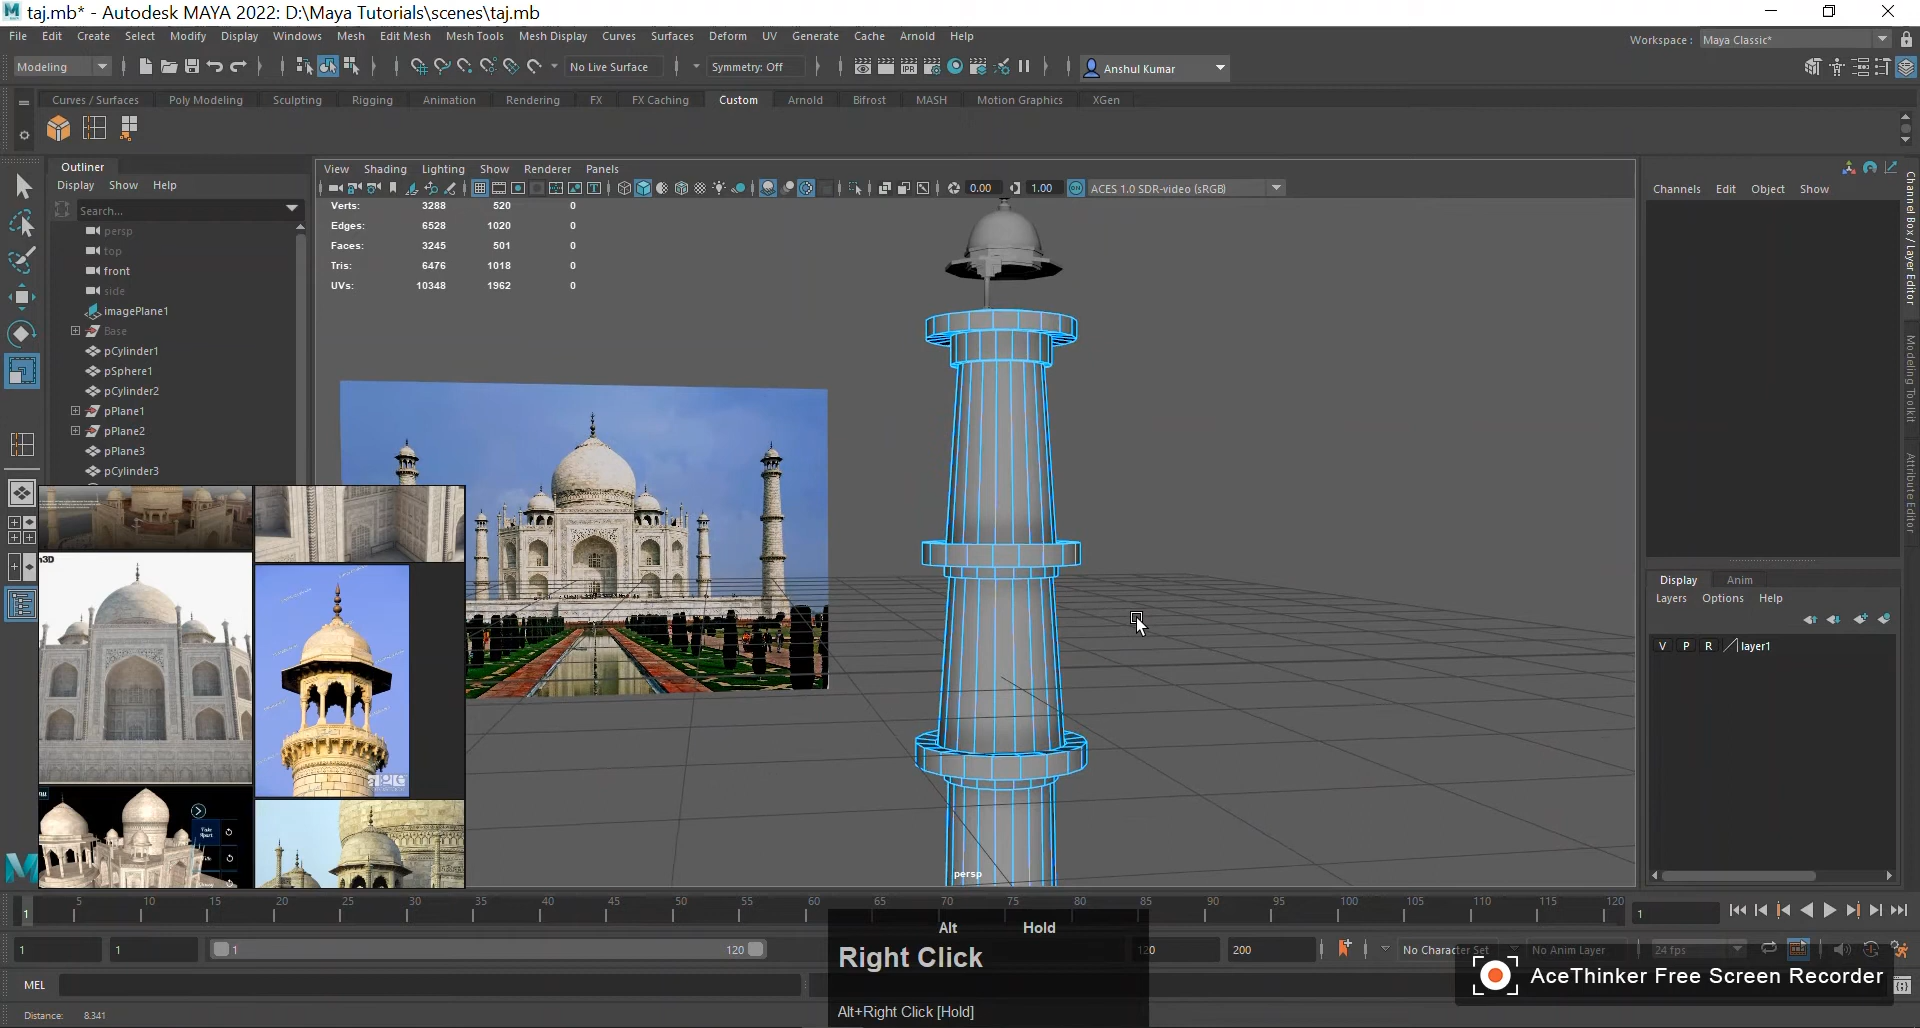 taj.mb* - Autodesk MAYA 2022: D:\Maya Tutorials\scenes\taj.mb
File Edit Create Select Modify Display Windows Mesh Edit Mesh Mesh Tools Mesh Display Curves Surfaces Deform UV Generate Cache Arnold Help
Workspace : Maya Classic*
Modeling No Live Surface Symmetry: Off Anshul Kumar
Curves / Surfaces Poly Modeling Sculpting Rigging Animation Rendering FX FX Caching Custom Arnold Bifrost MASH Motion Graphics XGen
Outliner
Display Show Help
Search...
persp
top
front
side
imagePlane1
Base
pCylinder1
pSphere1
pCylinder2
pPlane1
pPlane2
pPlane3
pCylinder3
View Shading Lighting Show Renderer Panels
0.00 1.00 ON ACES 1.0 SDR-video (sRGB)
Verts: 3288 520 0
Edges: 6528 1020 0
Faces: 3245 501 0
Tris: 6476 1018 0
UVs: 10348 1962 0
persp
Channels Edit Object Show
Channel Box / Layer Editor
Modeling Toolkit
Attribute Editor
Display Anim
Layers Options Help
V P R layer1
1 5 10 15 20 25 30 35 40 45 50 55 60 65 70 75 80 85 90 95 100 105 110 115 120
1
1 1 1 120 120 200 No Character Set No Anim Layer 24 fps
Alt Hold
Right Click
Alt+Right Click [Hold]
MEL
AceThinker Free Screen Recorder
Distance: 8.341